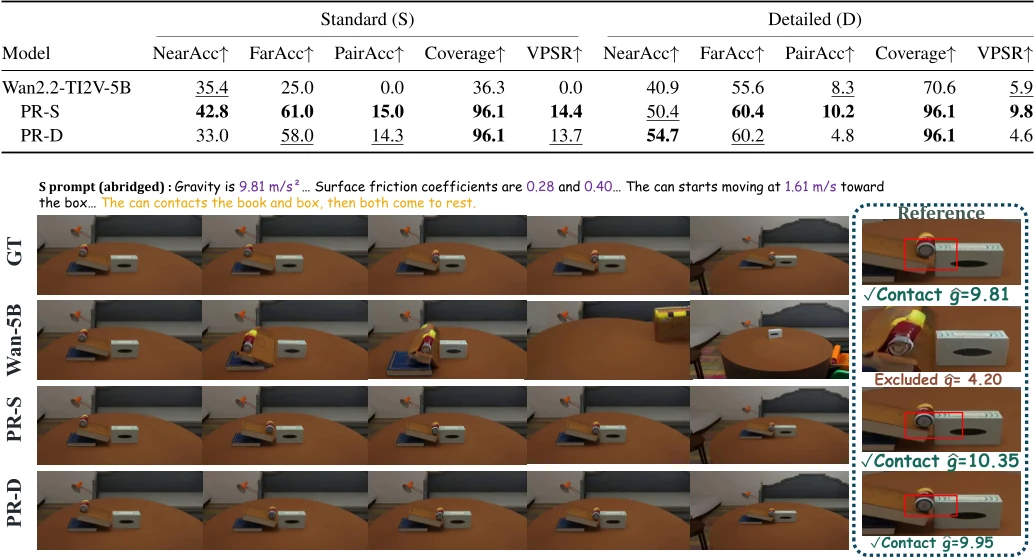 Standard (S) Detailed (D)
Model NearAcc↑ FarAcc↑ PairAcc↑ Coverage↑ VPSR↑ NearAcc↑ FarAcc↑ PairAcc↑ Coverage↑ VPSR↑
Wan2.2-TI2V-5B 35.4 25.0 0.0 36.3 0.0 40.9 55.6 8.3 70.6 5.9
PR-S 42.8 61.0 15.0 96.1 14.4 50.4 60.4 10.2 96.1 9.8
PR-D 33.0 58.0 14.3 96.1 13.7 54.7 60.2 4.8 96.1 4.6
S prompt (abridged) : Gravity is 9.81 m/s²... Surface friction coefficients are 0.28 and 0.40... The can starts moving at 1.61 m/s toward
the box... The can contacts the book and box, then both come to rest.
Reference
GT
✓Contact ĝ=9.81
Wan-5B
Excluded ĝ= 4.20
PR-S
✓Contact ĝ=10.35
PR-D
✓Contact ĝ=9.95